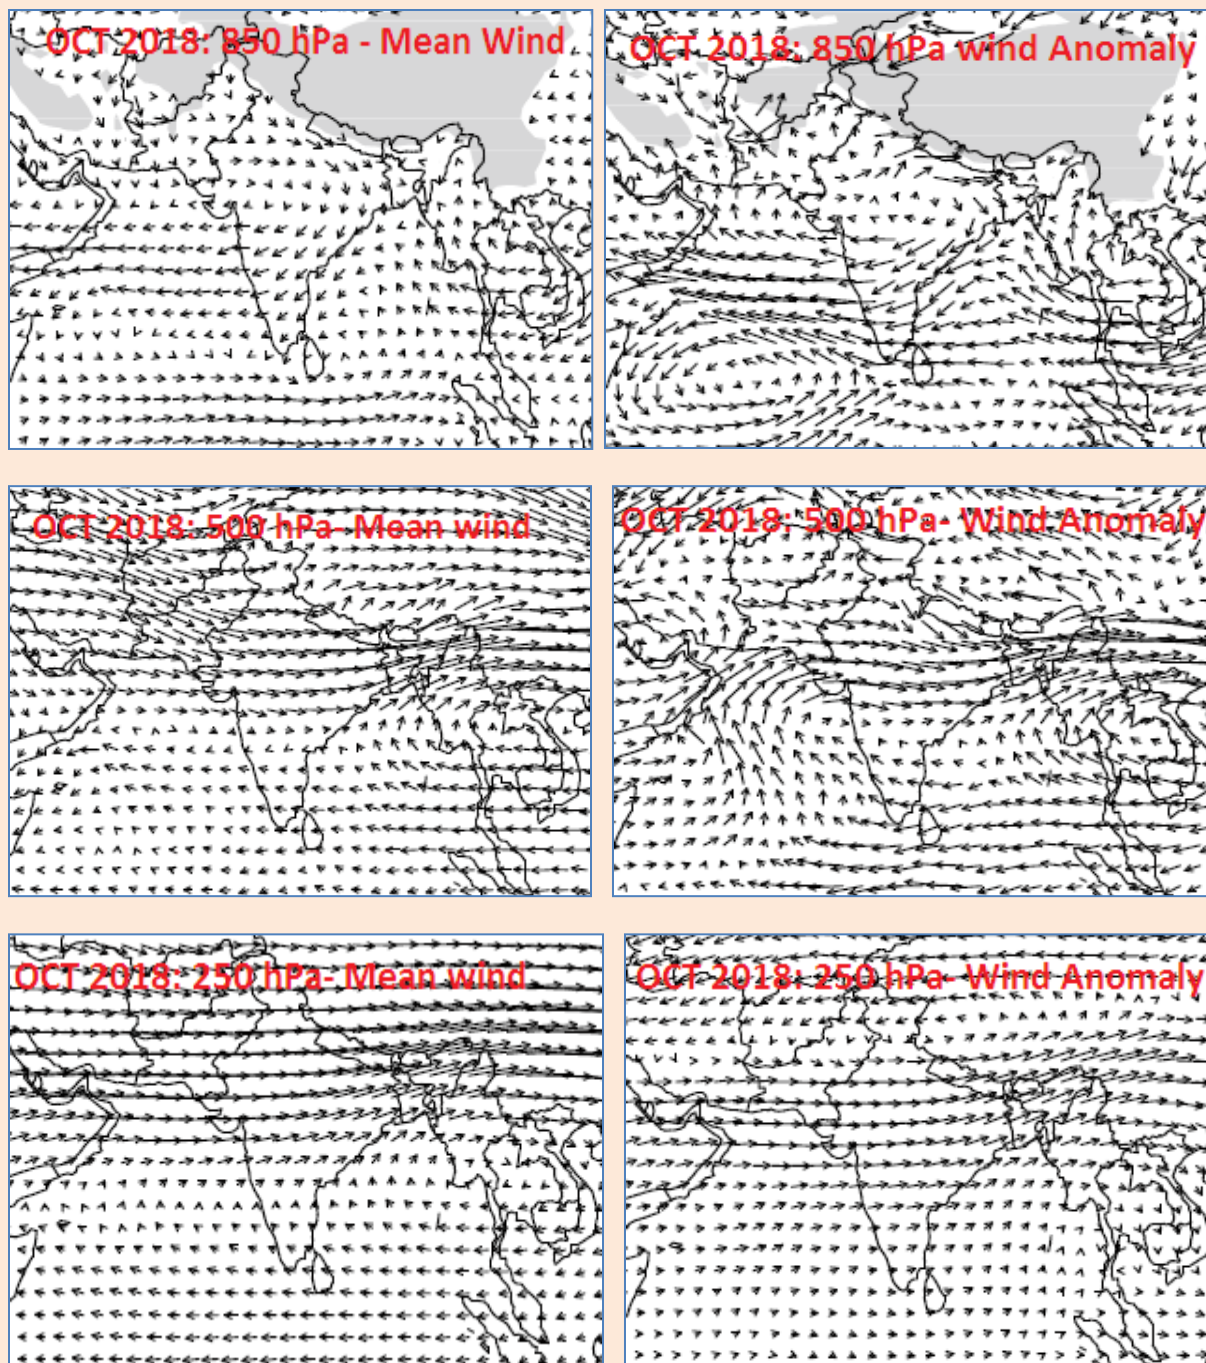 OCT 2018: 850 hPa - Mean Wind
OCT 2018: 850 hPa wind Anomaly
OCT 2018: 500 hPa- Mean wind
OCT 2018: 500 hPa- Wind Anomaly
OCT 2018: 250 hPa- Mean wind
OCT 2018: 250 hPa- Wind Anomaly